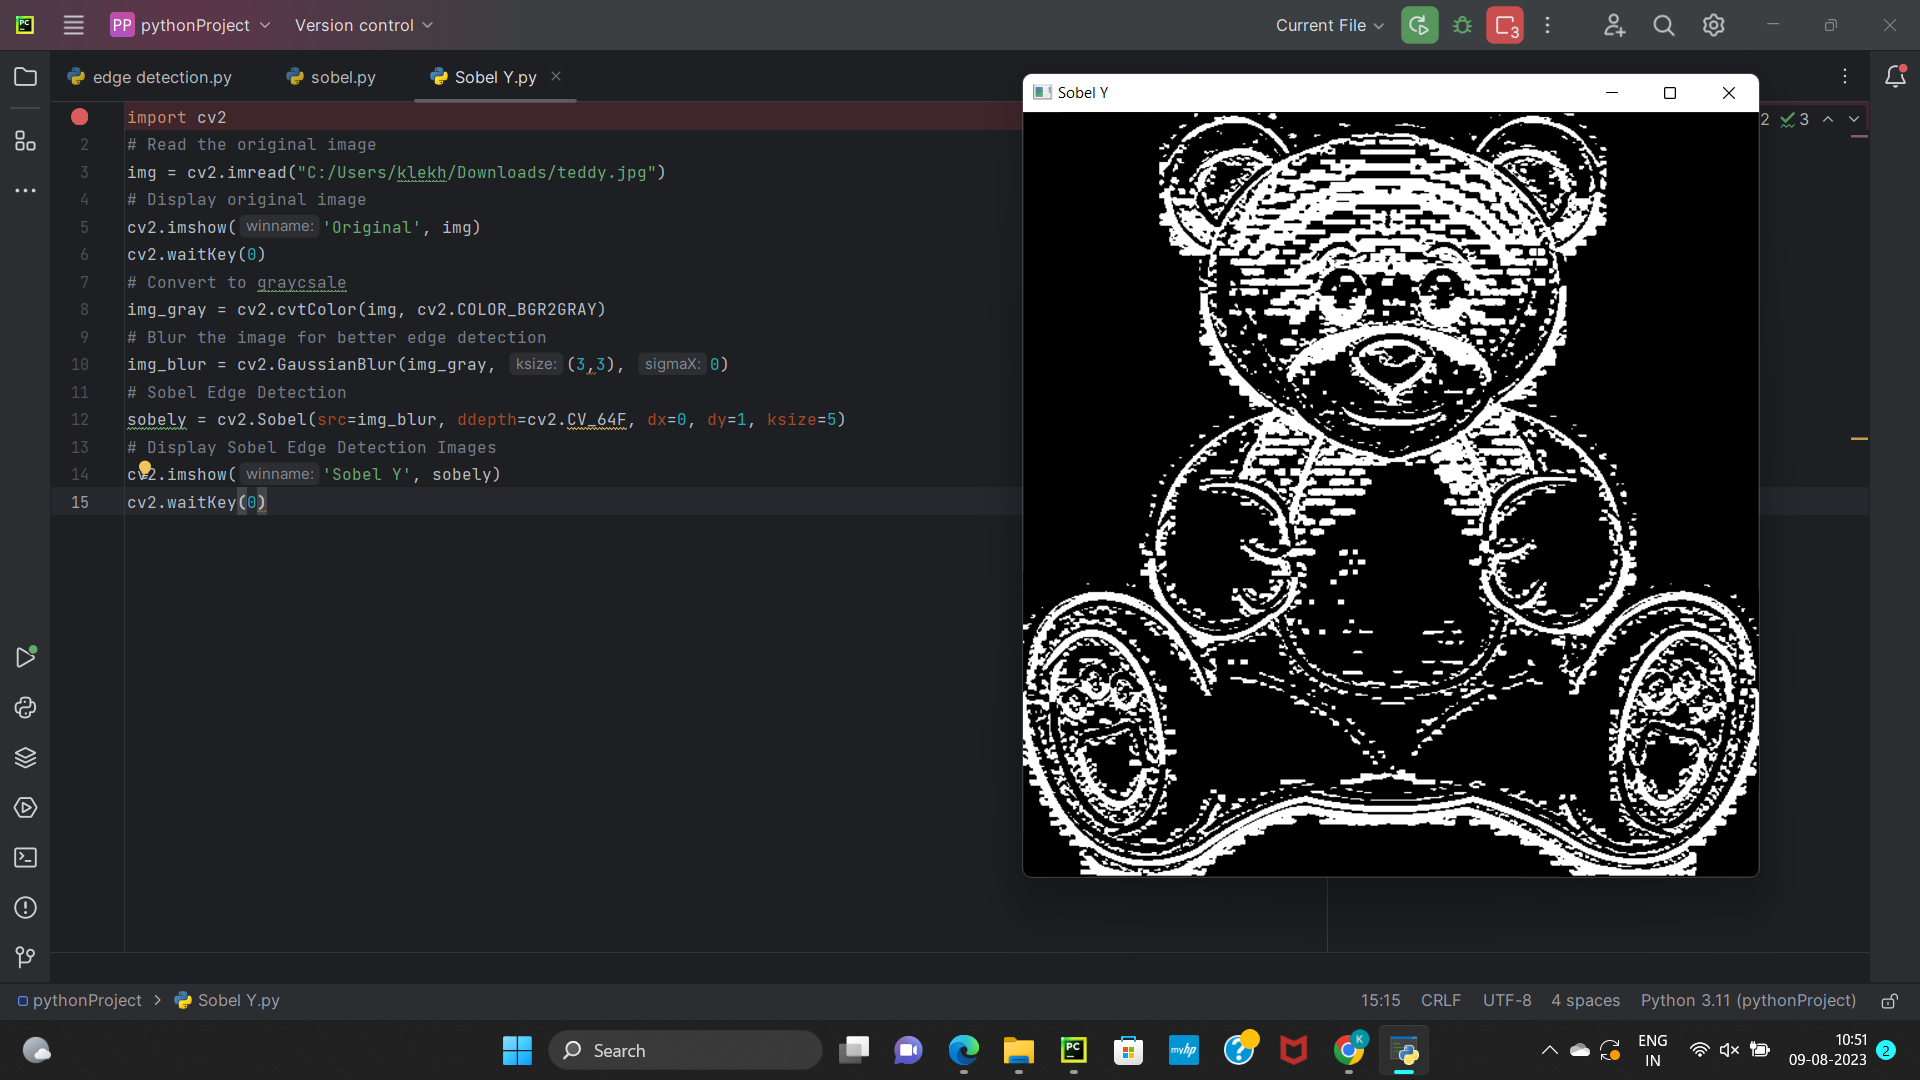 PC
PP pythonProject Version control Current File 3
edge detection.py sobel.py Sobel Y.py
Sobel Y
2 3
import cv2
2 # Read the original image
3 img = cv2.imread("C:/Users/klekh/Downloads/teddy.jpg")
4 # Display original image
5 cv2.imshow( winname: 'Original', img)
6 cv2.waitKey(0)
7 # Convert to graycsale
8 img_gray = cv2.cvtColor(img, cv2.COLOR_BGR2GRAY)
9 # Blur the image for better edge detection
10 img_blur = cv2.GaussianBlur(img_gray, ksize: (3,3), sigmaX: 0)
11 # Sobel Edge Detection
12 sobely = cv2.Sobel(src=img_blur, ddepth=cv2.CV_64F, dx=0, dy=1, ksize=5)
13 # Display Sobel Edge Detection Images
14 cv2.imshow( winname: 'Sobel Y', sobely)
15 cv2.waitKey(0)
pythonProject > Sobel Y.py 15:15 CRLF UTF-8 4 spaces Python 3.11 (pythonProject)
Search PC myhp ? K
ENG
IN
10:51
09-08-2023
2